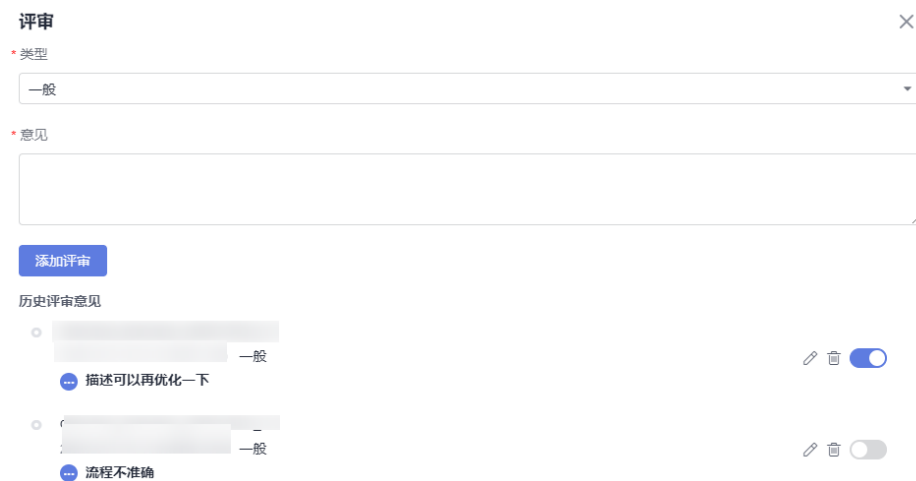 评审
* 类型
一般
* 意见
添加评审
历史评审意见
一般
描述可以再优化一下
一般
流程不准确